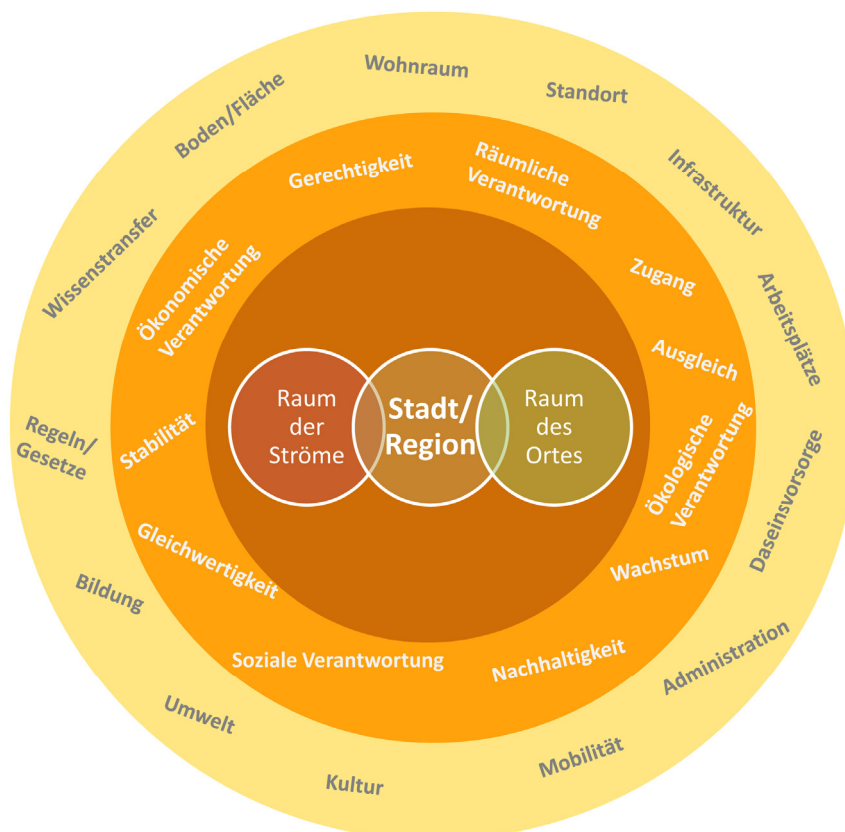 Wohnraum
Standort
Infrastruktur
Arbeitsplätze
Daseinsvorsorge
Administration
Mobilität
Kultur
Umwelt
Bildung
Regeln/
Gesetze
Wissenstransfer
Boden/Fläche
Gerechtigkeit
Räumliche
Verantwortung
Zugang
Ausgleich
Ökologische
Verantwortung
Wachstum
Nachhaltigkeit
Soziale Verantwortung
Gleichwertigkeit
Stabilität
Ökonomische
Verantwortung
Raum
der
Ströme
Stadt/
Region
Raum
des
Ortes